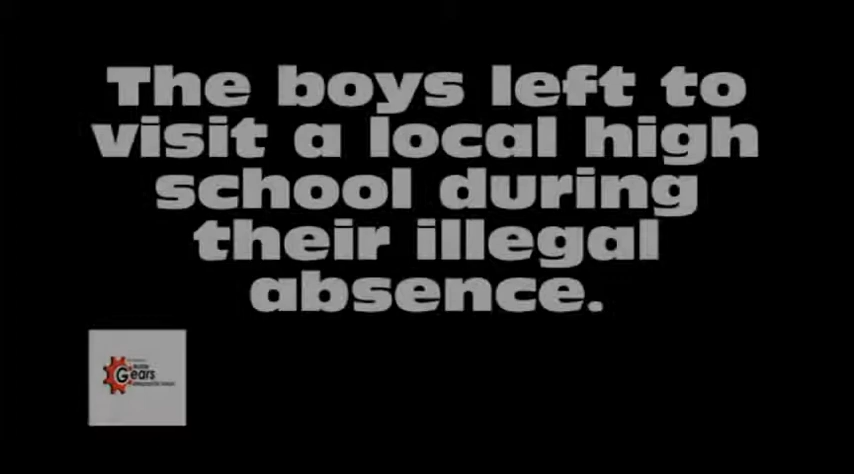 The boys left to
visit a local high
school during
their illegal
absence.
Gears